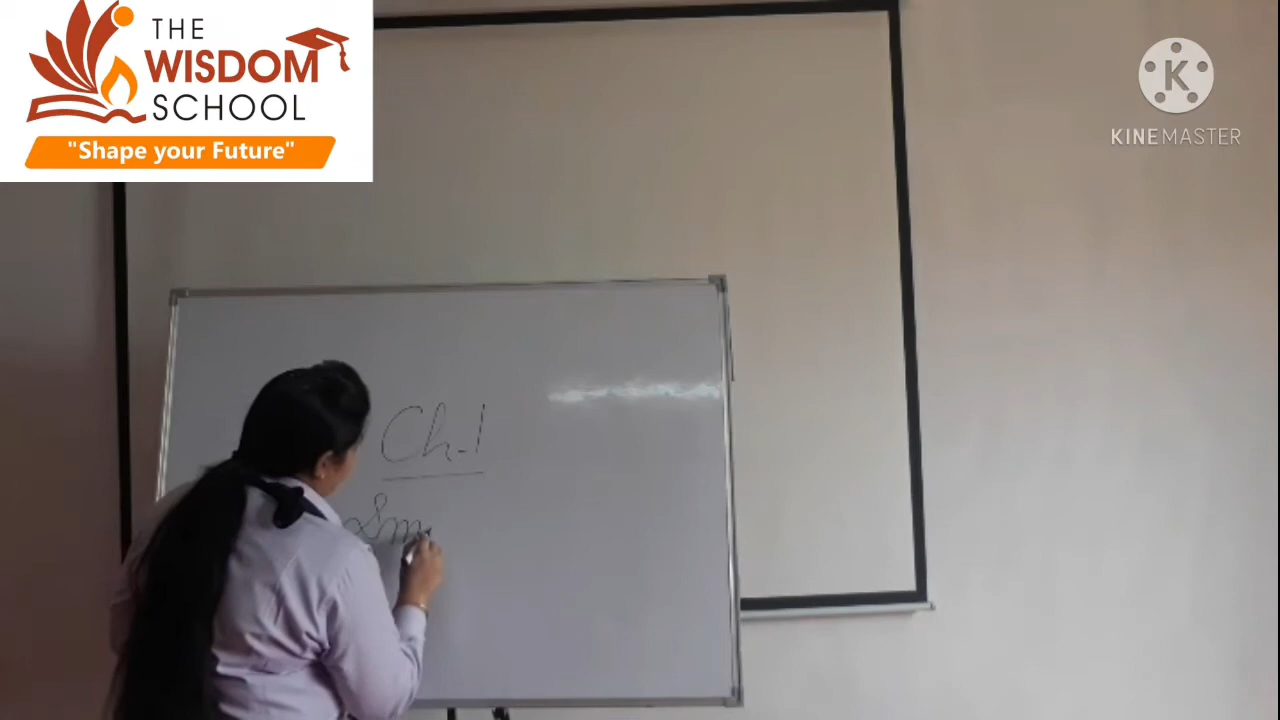 THE
WISDOM
SCHOOL
"Shape your Future"
KINEMASTER
Ch-1